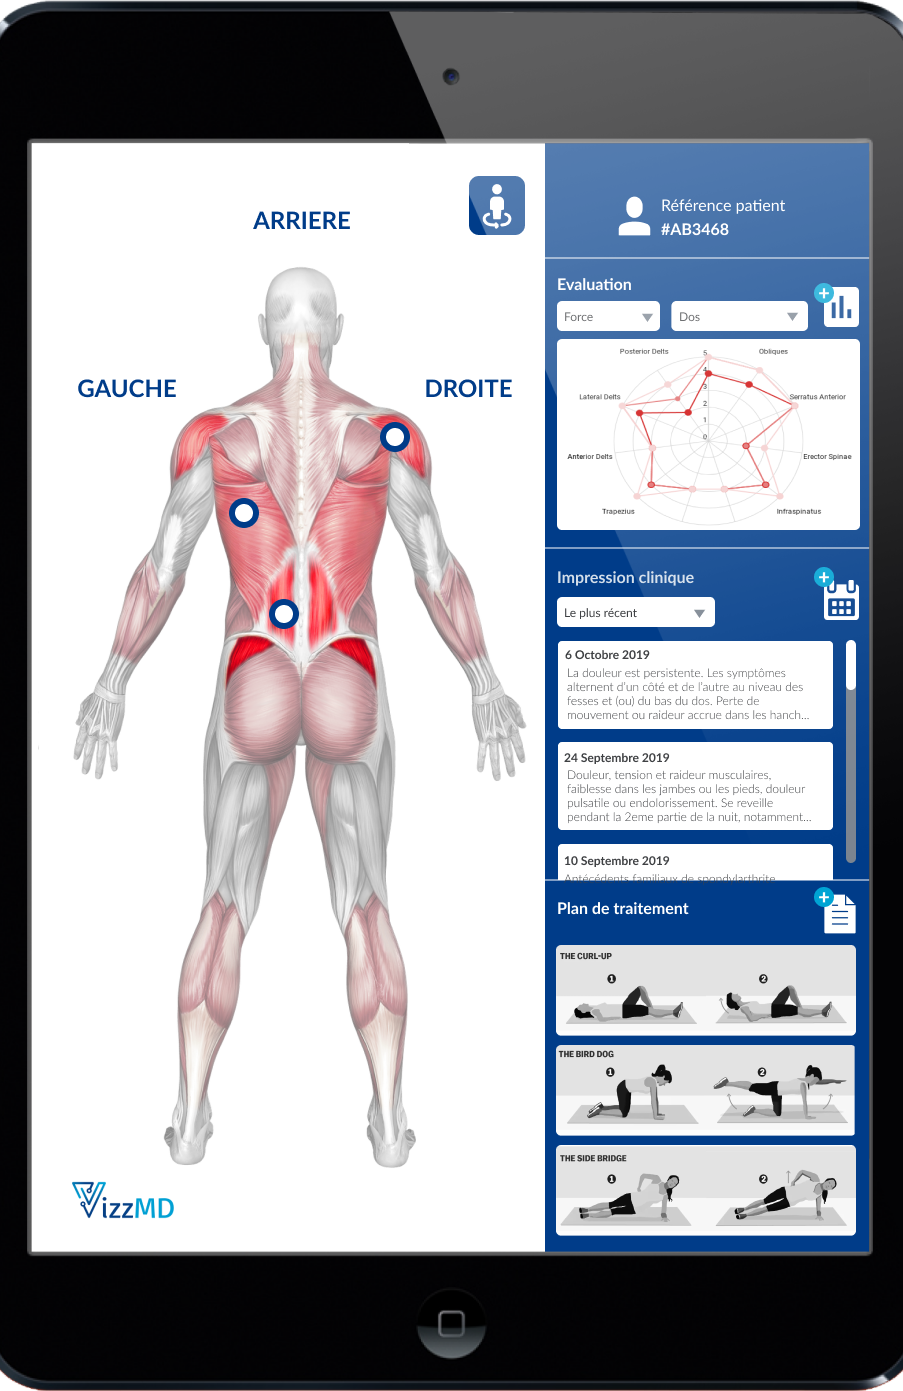 ARRIERE
GAUCHE
DROITE
VizzMD
Référence patient
#AB3468
Evaluation
Force
Dos
Posterior Delts
Obliques
Lateral Delts
Serratus Anterior
Anterior Delts
Erector Spinae
Trapezius
Infraspinatus
5
4
3
2
1
0
Impression clinique
Le plus récent
6 Octobre 2019
La douleur est persistente. Les symptômes
alternent d'un côté et de l'autre au niveau des
fesses et (ou) du bas du dos. Perte de
mouvement ou raideur accrue dans les hanch...
24 Septembre 2019
Douleur, tension et raideur musculaires,
faiblesse dans les jambes ou les pieds, douleur
pulsatile ou endolorissement. Se reveille
pendant la 2eme partie de la nuit, notamment...
10 Septembre 2019
Antécédents familiaux de spondylarthrite
Plan de traitement
THE CURL-UP
1
2
THE BIRD DOG
1
2
THE SIDE BRIDGE
1
2